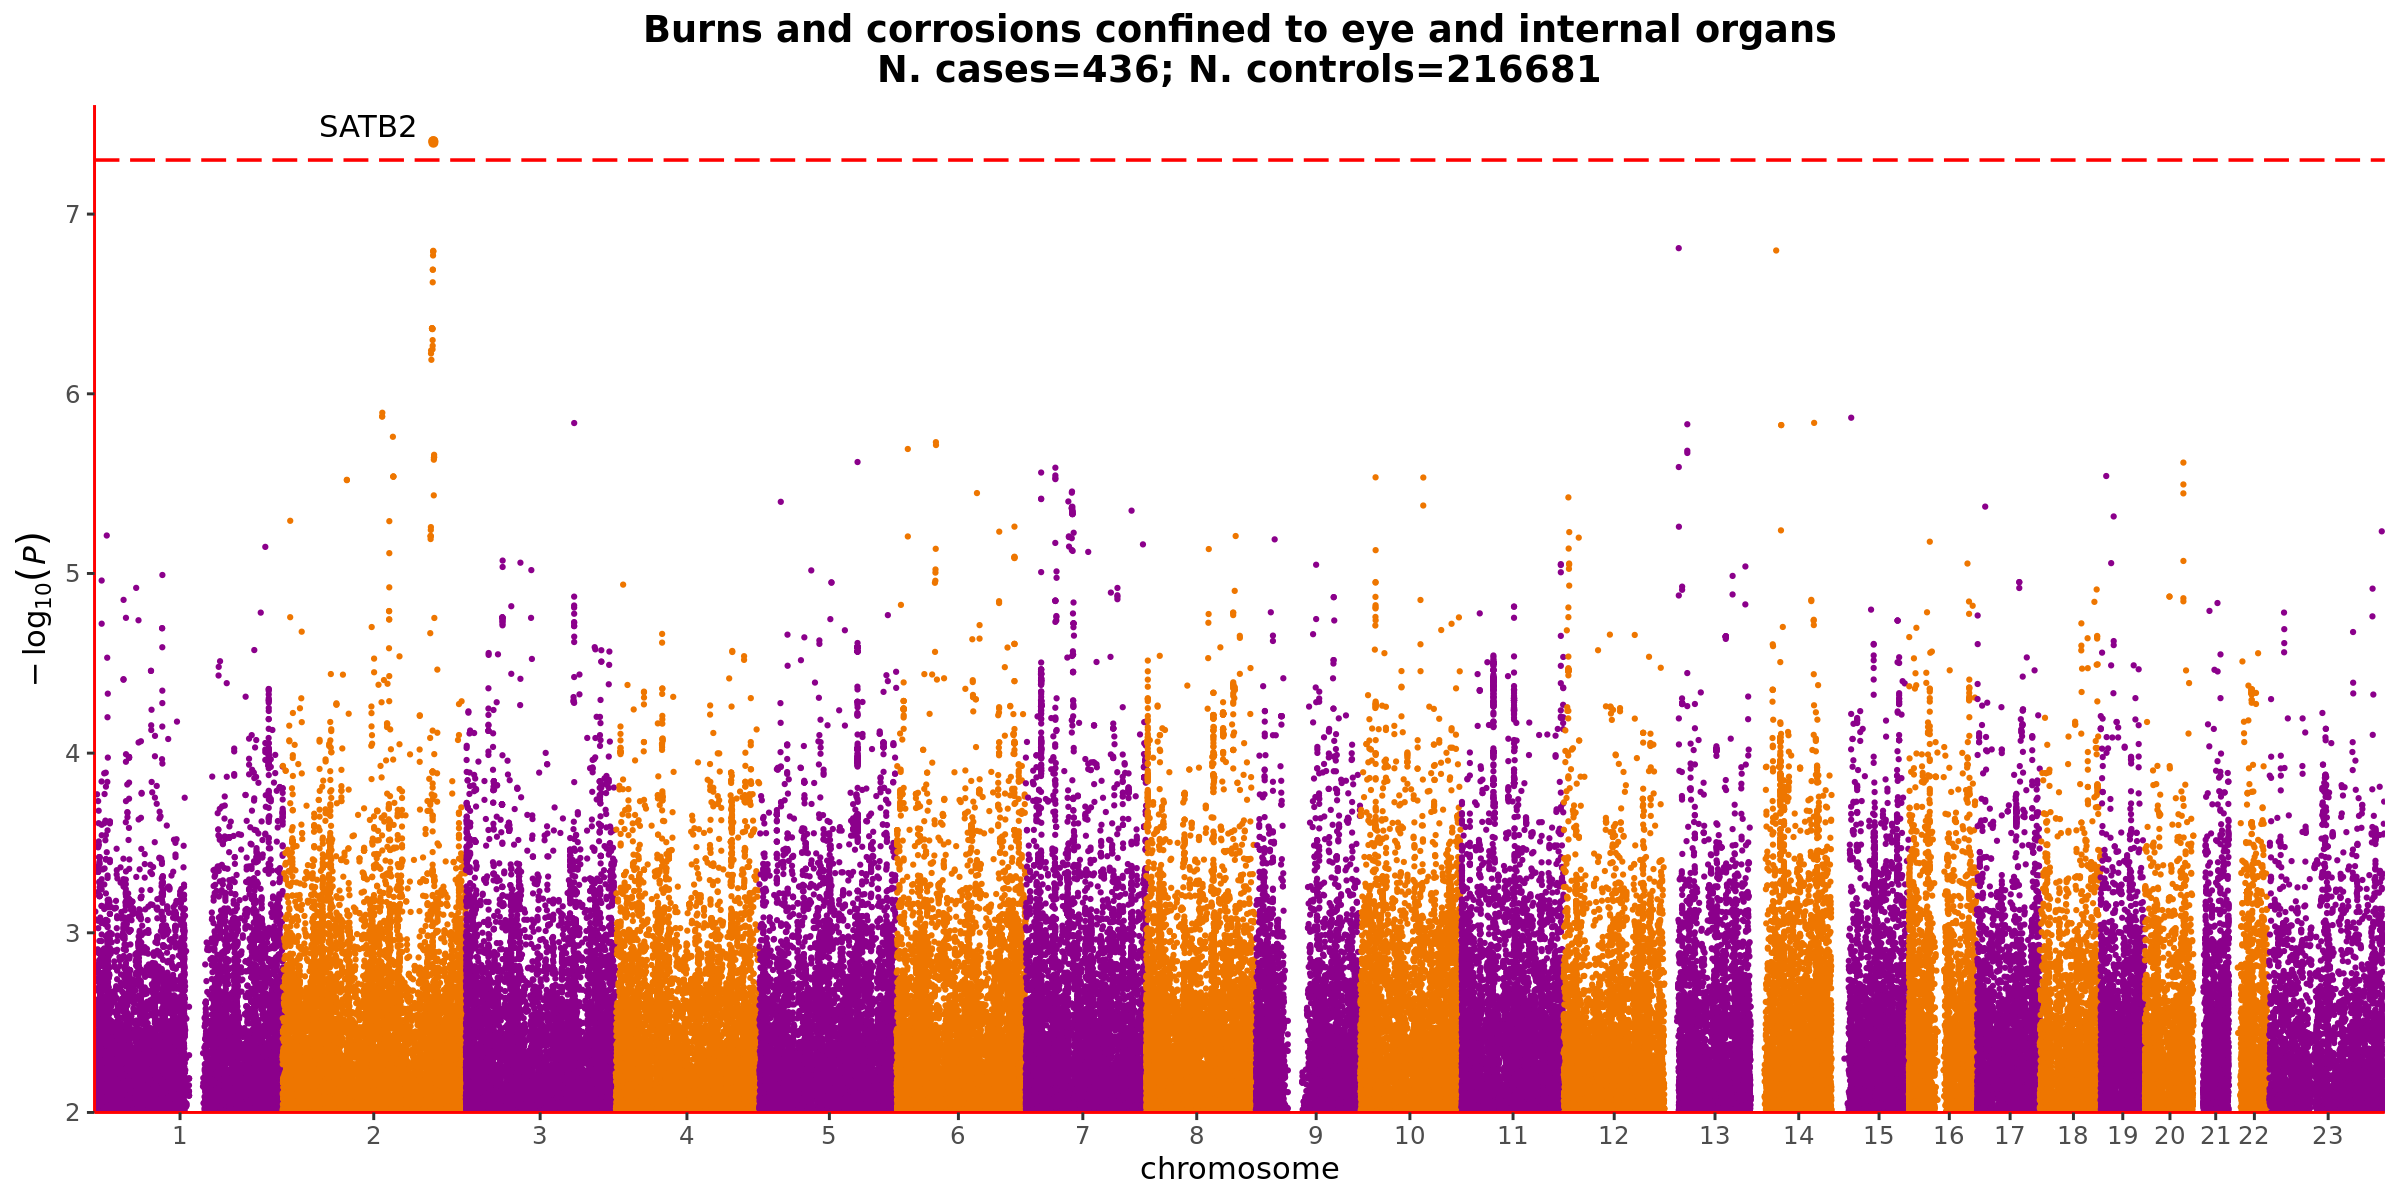 Burns and corrosions confined to eye and internal organs
N. cases=436; N. controls=216681
SATB2
7
6
5
4
3
2
−log10(P)
1 2 3 4 5 6 7 8 9 10 11 12 13 14 15 16 17 18 19 20 21 22 23
chromosome